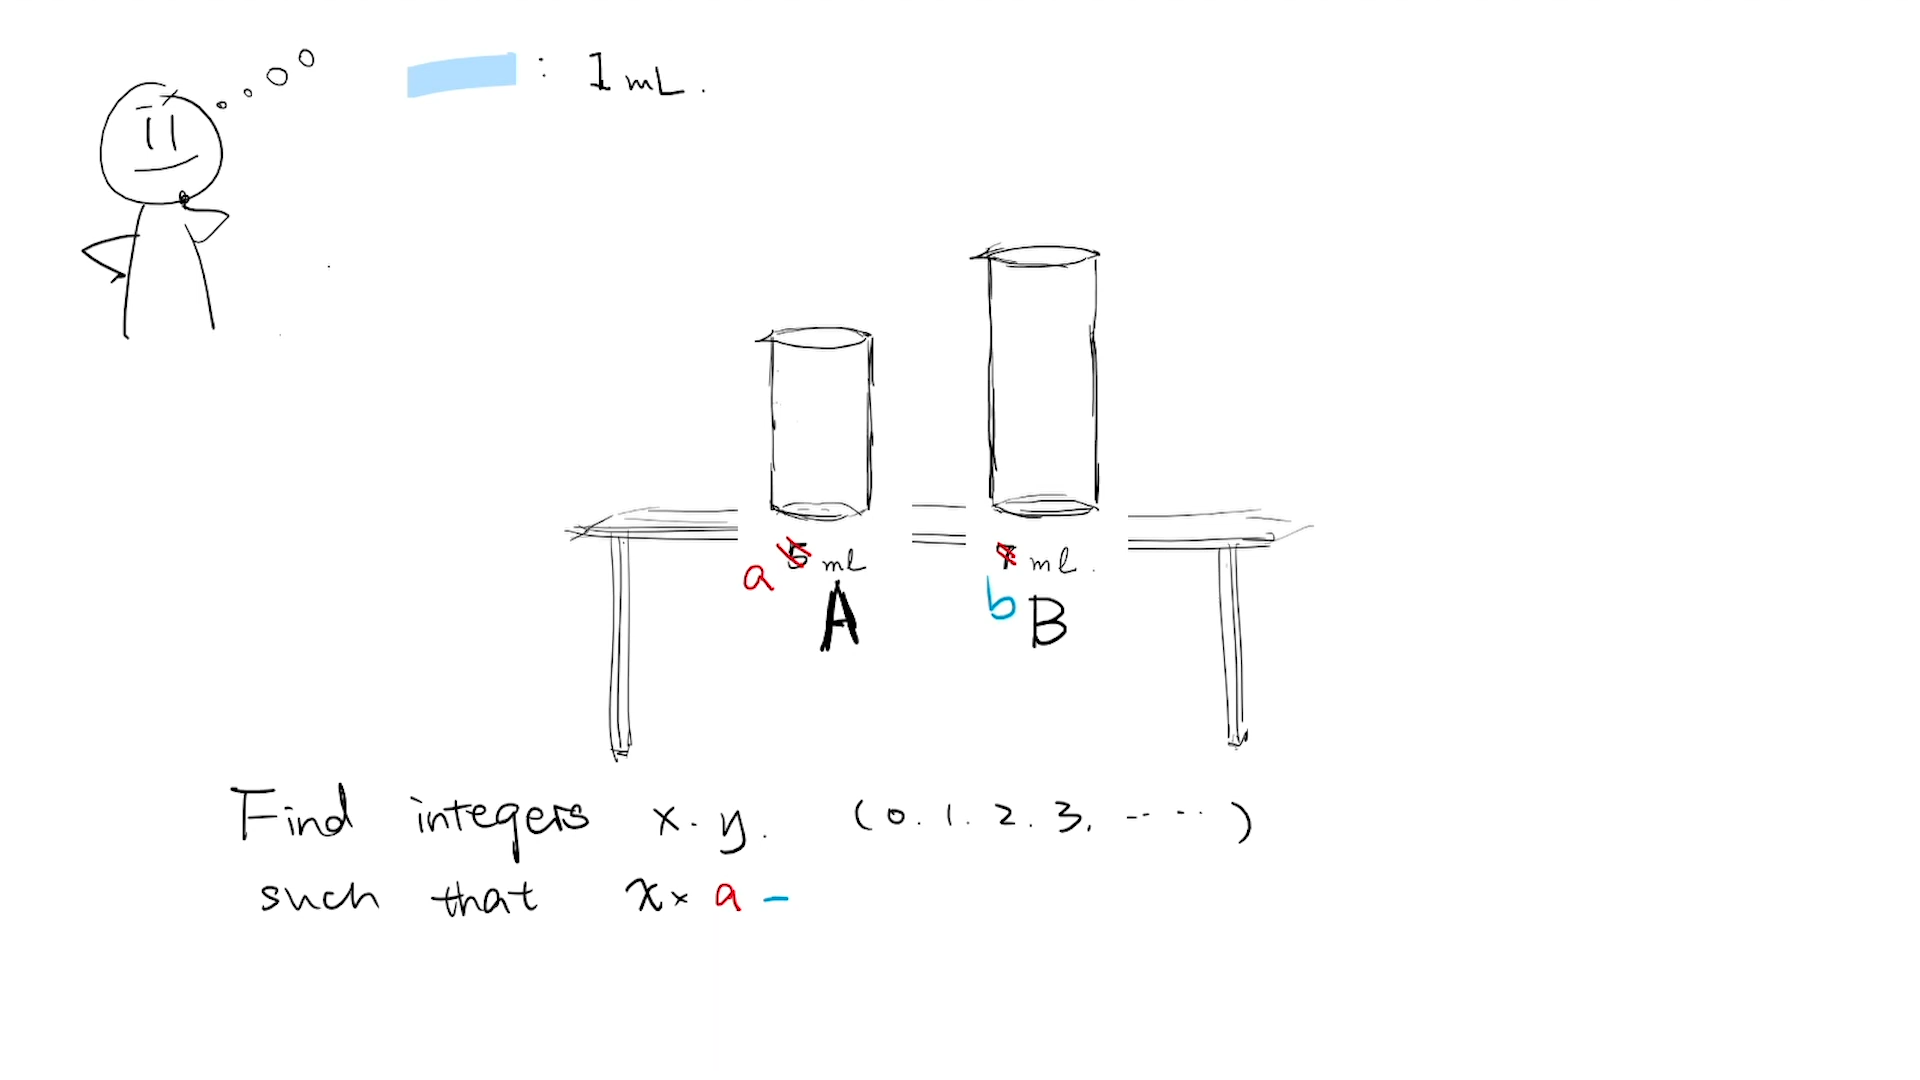 : 1 mL.
a 5 ml
7 ml.
b
A
B
Find integers x. y. (0. 1. 2. 3. .....)
such that x × a -